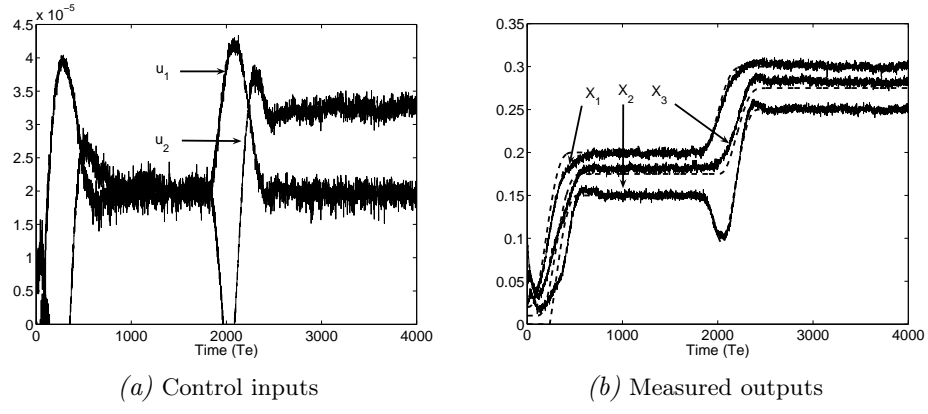 x 10⁻⁵
4.5
4
3.5
3
2.5
2
1.5
1
0.5
0
0 1000 2000 3000 4000
Time (Te)
u₁
u₂
(a) Control inputs
0.35
0.3
0.25
0.2
0.15
0.1
0.05
0
0 1000 2000 3000 4000
Time (Te)
X₁ X₂ X₃
(b) Measured outputs